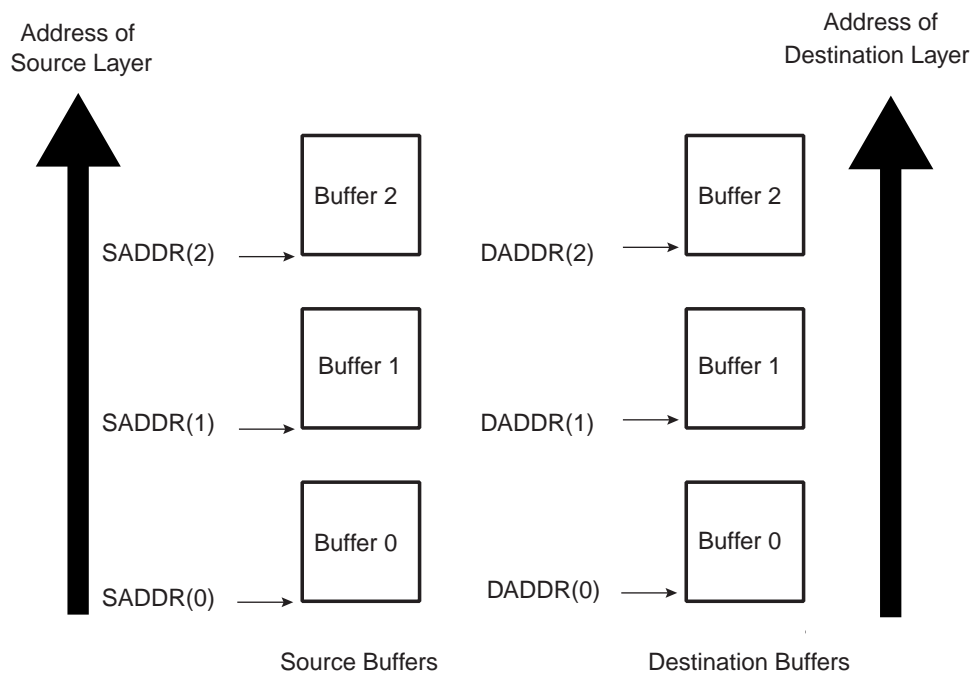 Address of
Source Layer
Address of
Destination Layer
Buffer 2
Buffer 2
SADDR(2)
DADDR(2)
Buffer 1
Buffer 1
SADDR(1)
DADDR(1)
Buffer 0
Buffer 0
SADDR(0)
DADDR(0)
Source Buffers
Destination Buffers